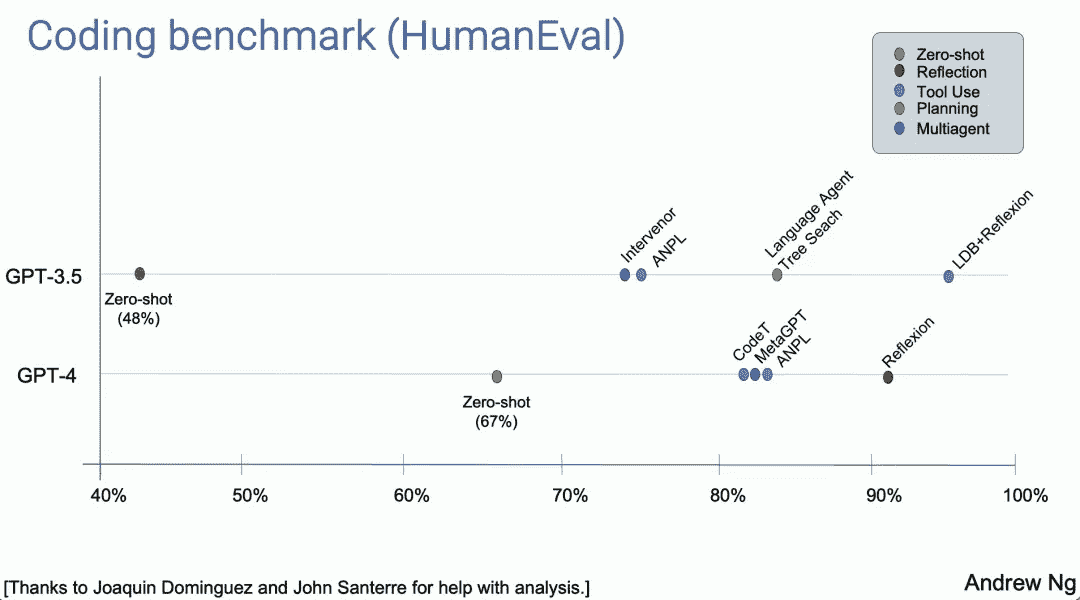 Coding benchmark (HumanEval)
Zero-shot
Reflection
Tool Use
Planning
Multiagent
GPT-3.5
Zero-shot
(48%)
Intervenor
ANPL
Language Agent
Tree Seach
LDB+Reflexion
GPT-4
Zero-shot
(67%)
CodeT
MetaGPT
ANPL
Reflexion
40%
50%
60%
70%
80%
90%
100%
[Thanks to Joaquin Dominguez and John Santerre for help with analysis.]
Andrew Ng